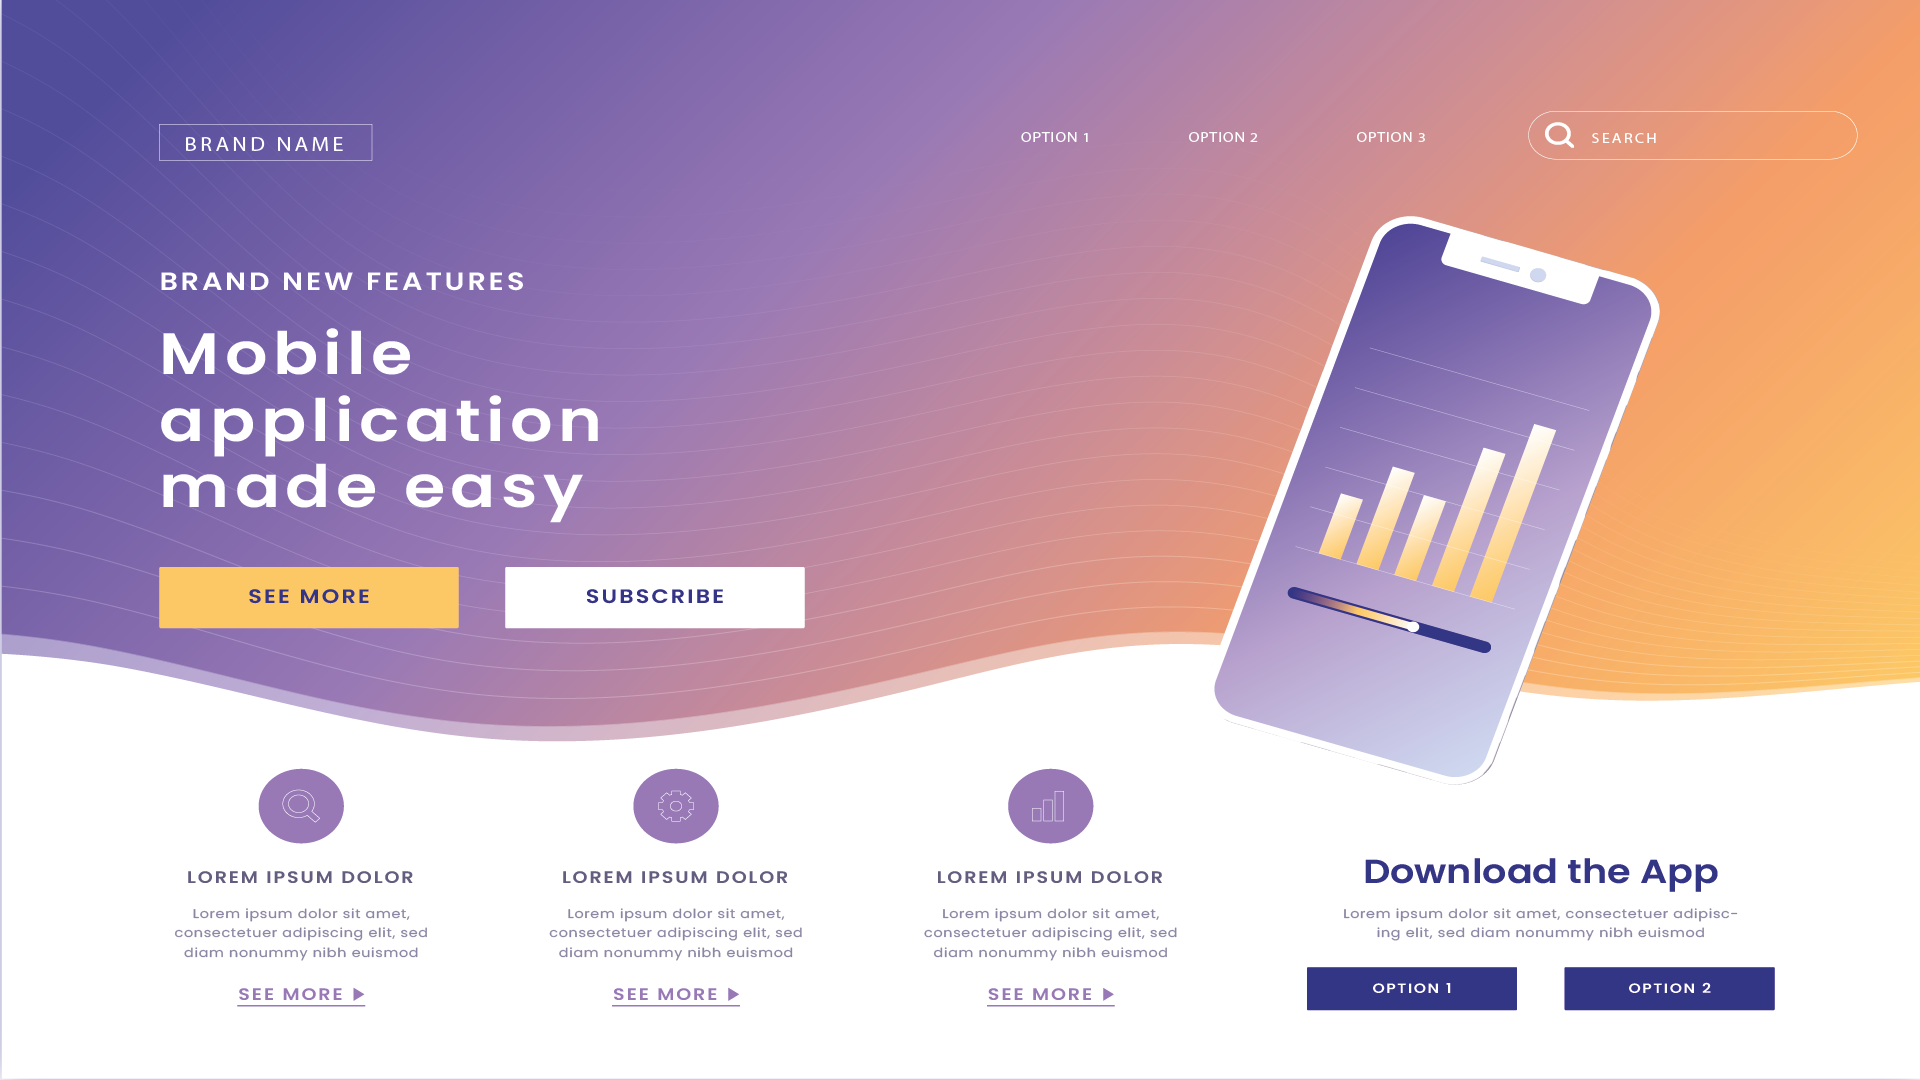 BRAND NAME
OPTION 1
OPTION 2
OPTION 3
SEARCH
BRAND NEW FEATURES
Mobile
application
made easy
SEE MORE
SUBSCRIBE
LOREM IPSUM DOLOR
Lorem ipsum dolor sit amet,
consectetuer adipiscing elit, sed
diam nonummy nibh euismod
SEE MORE
LOREM IPSUM DOLOR
Lorem ipsum dolor sit amet,
consectetuer adipiscing elit, sed
diam nonummy nibh euismod
SEE MORE
LOREM IPSUM DOLOR
Lorem ipsum dolor sit amet,
consectetuer adipiscing elit, sed
diam nonummy nibh euismod
SEE MORE
Download the App
Lorem ipsum dolor sit amet, consectetuer adipisc-
ing elit, sed diam nonummy nibh euismod
OPTION 1
OPTION 2